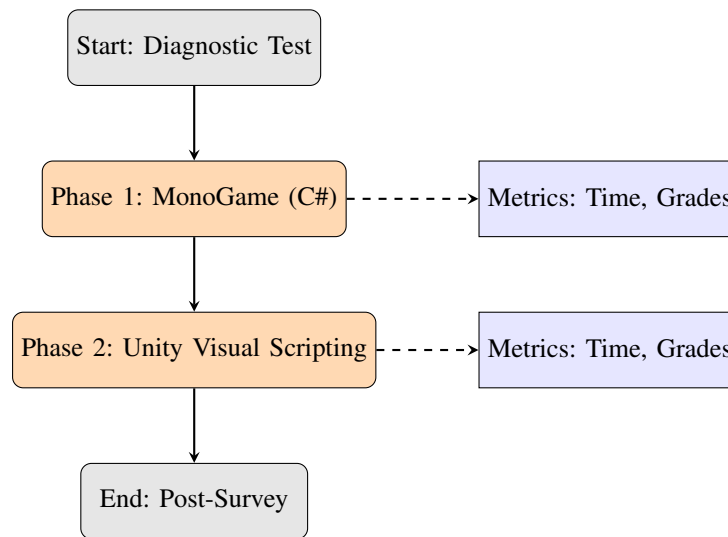 Start: Diagnostic Test
Phase 1: MonoGame (C#)
Metrics: Time, Grades
Phase 2: Unity Visual Scripting
Metrics: Time, Grades
End: Post-Survey